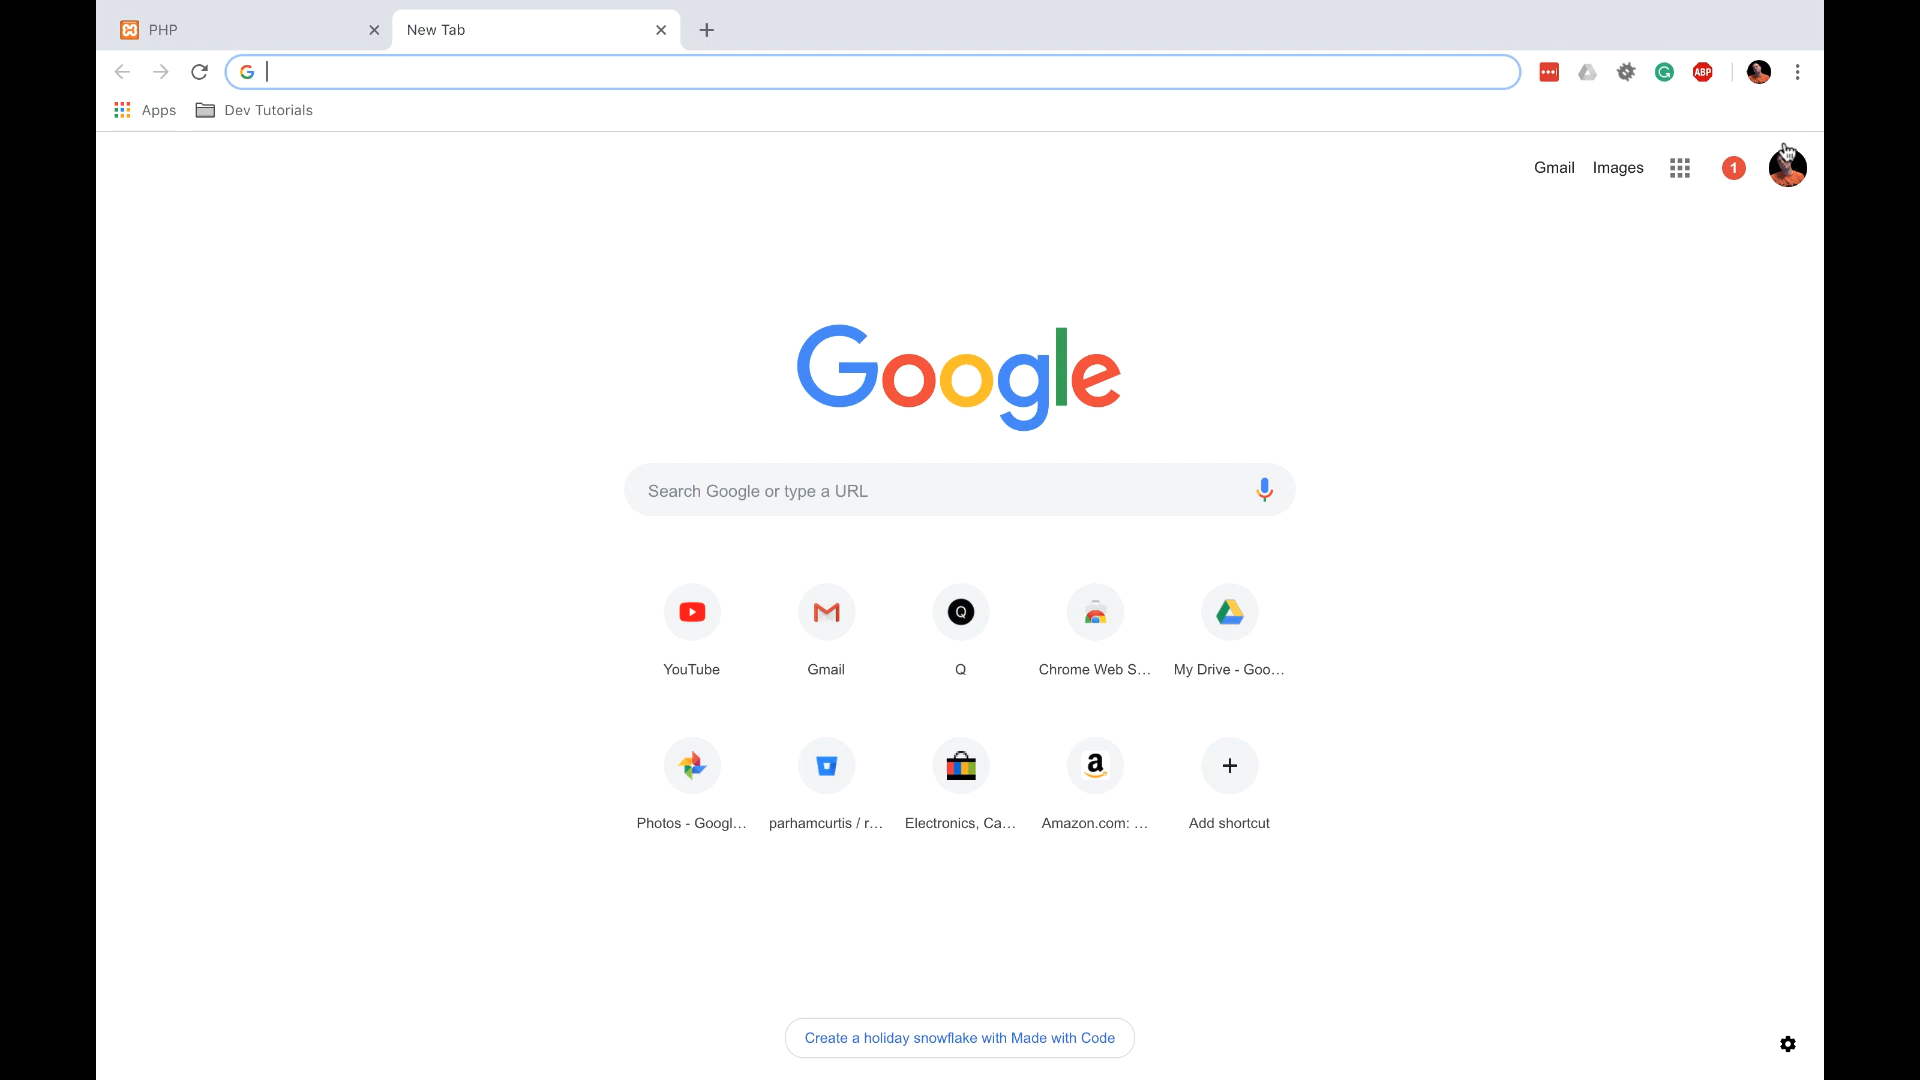 PHP
New Tab
ABP
Apps
Dev Tutorials
Gmail
Images
1
Google
Search Google or type a URL
Q
YouTube
Gmail
Q
Chrome Web S...
My Drive - Goo...
a
Photos - Googl...
parhamcurtis / r...
Electronics, Ca...
Amazon.com: ...
Add shortcut
Create a holiday snowflake with Made with Code